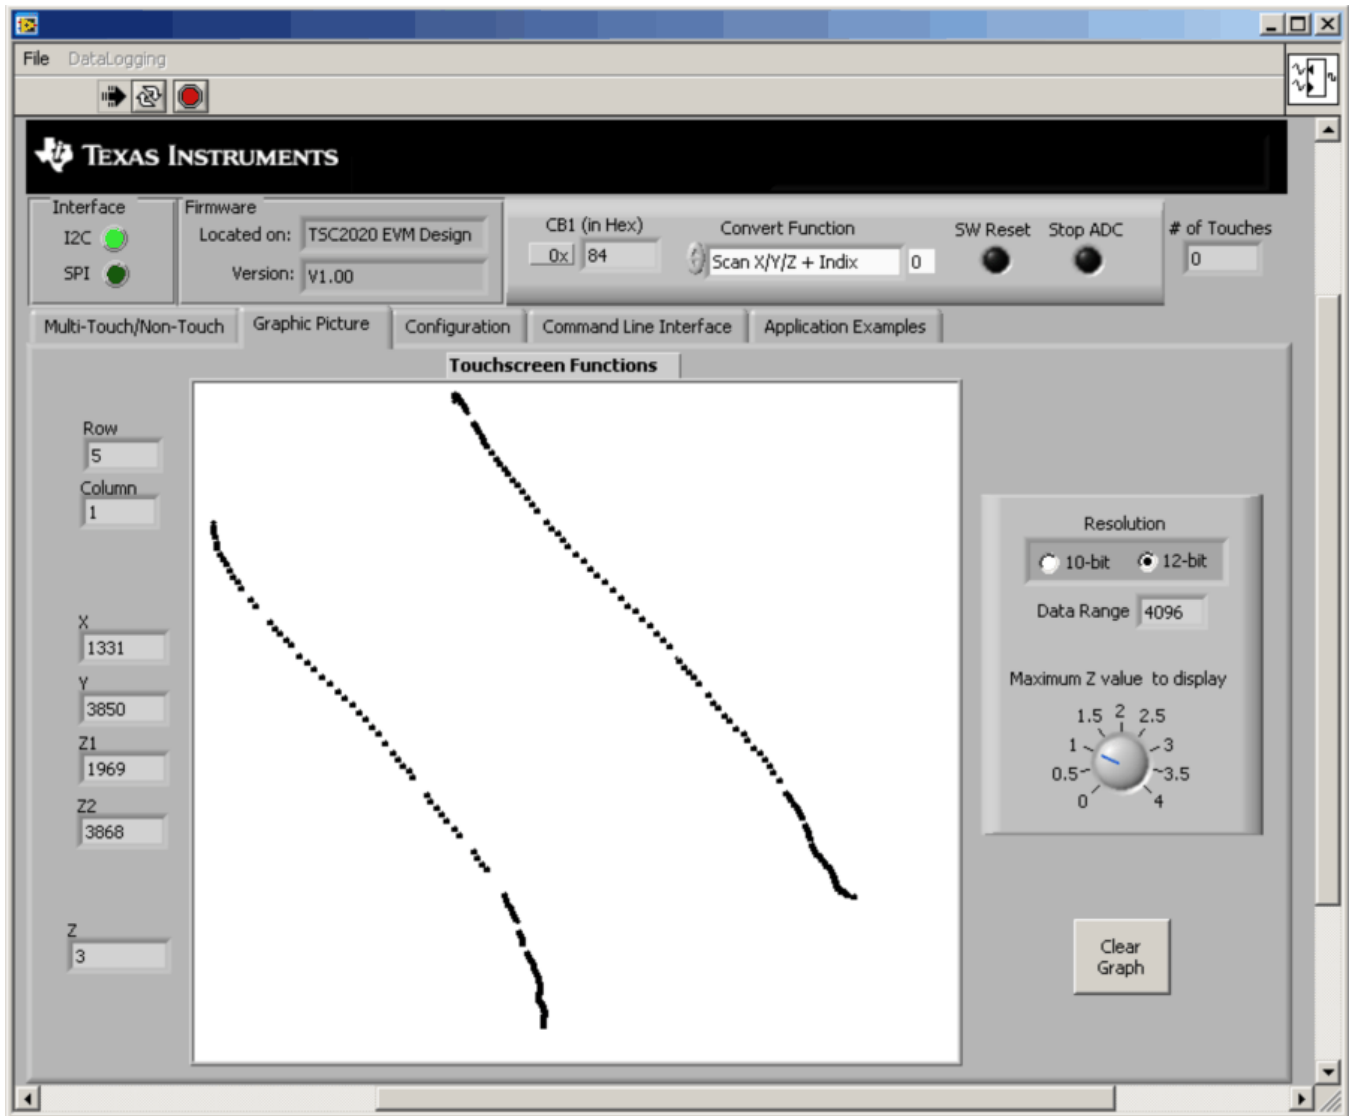 File DataLogging
TEXAS INSTRUMENTS
Interface
I2C
SPI
Firmware
Located on: TSC2020 EVM Design
Version: V1.00
CB1 (in Hex)
0x 84
Convert Function
Scan X/Y/Z + Indix 0
SW Reset
Stop ADC
# of Touches
0
Multi-Touch/Non-Touch Graphic Picture Configuration Command Line Interface Application Examples
Touchscreen Functions
Row
5
Column
1
X
1331
Y
3850
Z1
1969
Z2
3868
Z
3
Resolution
10-bit 12-bit
Data Range 4096
Maximum Z value to display
0 0.5 1 1.5 2 2.5 3 3.5 4
Clear
Graph